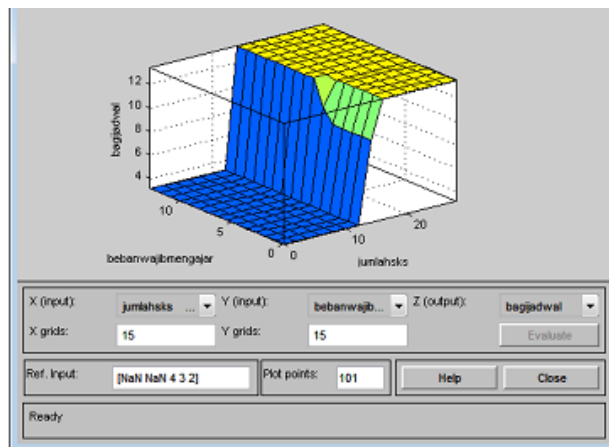 12
10
8
6
4
bagijadwal
10
5
0
0
10
20
bebanwajibmengajar
jumlahsks
X (input): jumlahsks ... Y (input): bebanwajib... Z (output): bagijadwal
X grids: 15 Y grids: 15 Evaluate
Ref. Input: [NaN NaN 4 3 2] Plot points: 101 Help Close
Ready